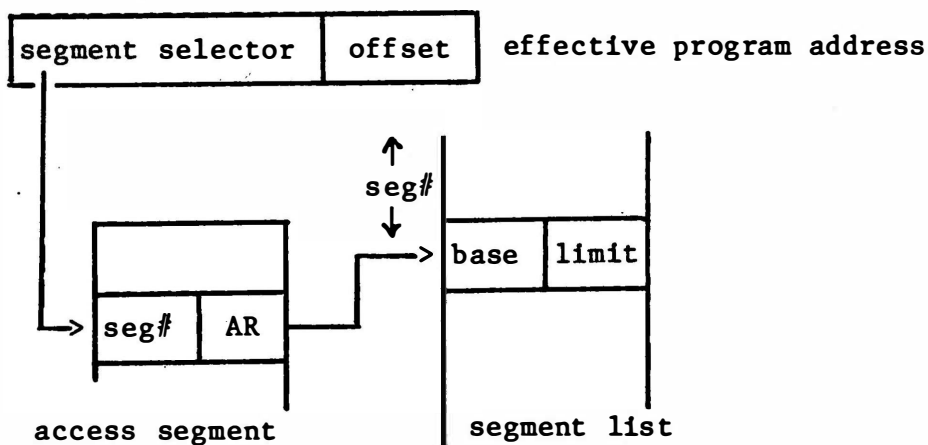 segment selector offset effective program address
seg#
base limit
seg# AR
access segment segment list